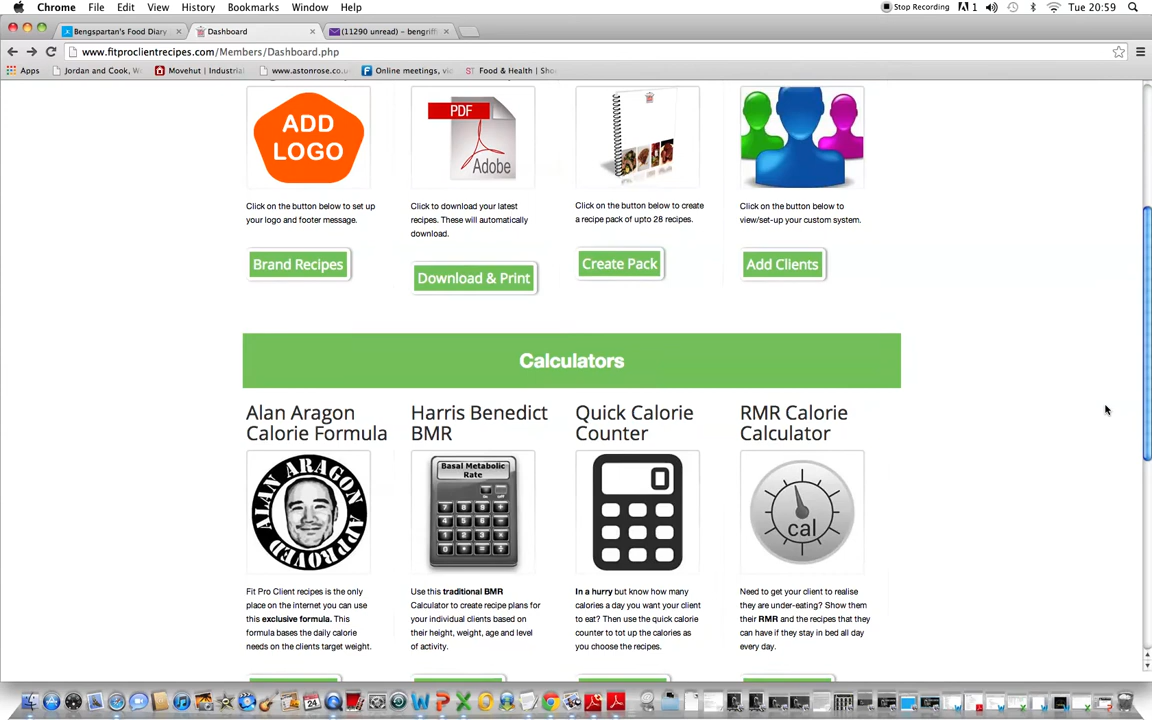 Chrome File Edit View History Bookmarks Window Help Stop Recording 1 Tue 20:59
Bengspartan's Food Diary Dashboard (11290 unread) – bengriff
www.fitproclientrecipes.com/Members/Dashboard.php
Apps Jordan and Cook, W Movehut | Industrial www.astonrose.co.u Online meetings, vid ST Food & Health | Sho
ADD
LOGO
PDF
Adobe
Click on the button below to set up
your logo and footer message.
Brand Recipes
Click to download your latest
recipes. These will automatically
download.
Download & Print
Click on the button below to create
a recipe pack of upto 28 recipes.
Create Pack
Click on the button below to
view/set-up your custom system.
Add Clients
Calculators
Alan Aragon
Calorie Formula
ALAN ARAGON APPROVED
Fit Pro Client recipes is the only
place on the internet you can use
this exclusive formula. This
formula bases the daily calorie
needs on the clients target weight.
Harris Benedict
BMR
Basal Metabolic
Rate
7 8 9
4 5 6
1 2 3
0
Use this traditional BMR
Calculator to create recipe plans for
your individual clients based on
their height, weight, age and level
of activity.
Quick Calorie
Counter
0
In a hurry but know how many
calories a day you want your client
to eat? Then use the quick calorie
counter to tot up the calories as
you choose the recipes.
RMR Calorie
Calculator
cal
Need to get your client to realise
they are under-eating? Show them
their RMR and the recipes that they
can have if they stay in bed all day
every day.